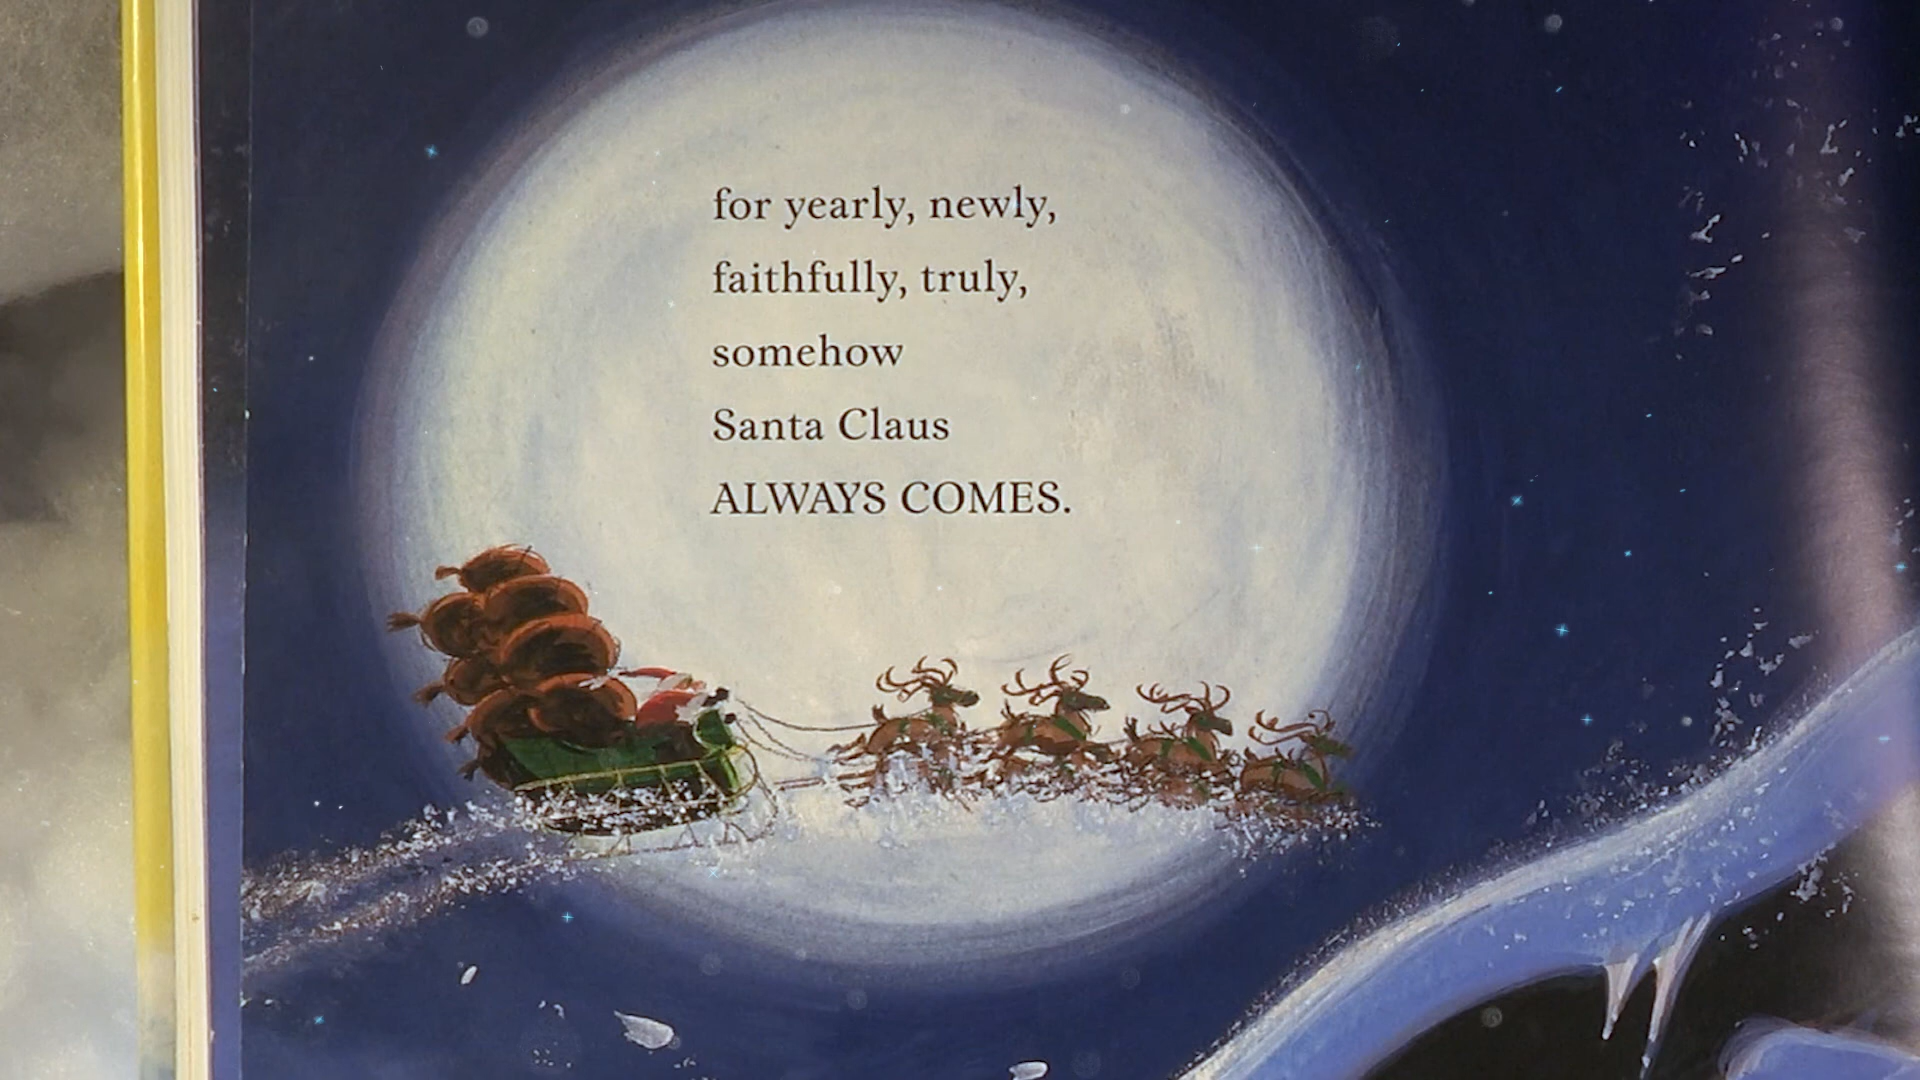 for yearly, newly,
faithfully, truly,
somehow
Santa Claus
ALWAYS COMES.